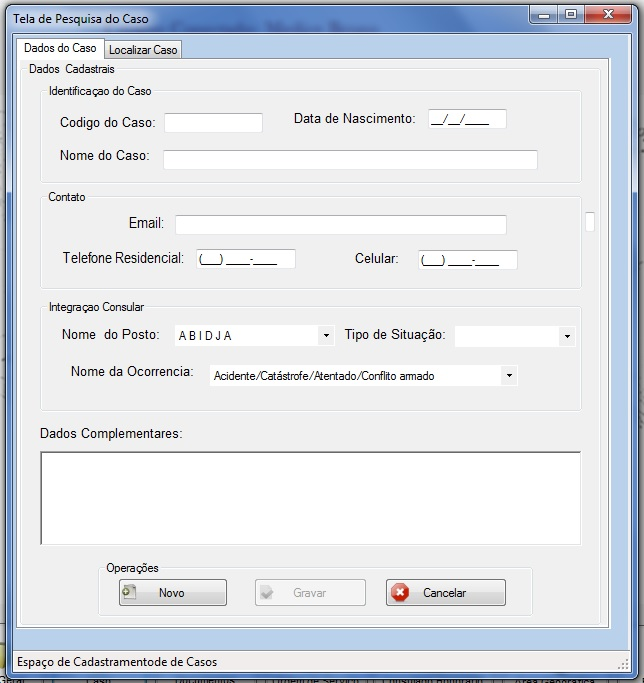 Tela de Pesquisa do Caso
Dados do Caso Localizar Caso
Dados Cadastrais
Identificaçao do Caso
Codigo do Caso: Data de Nascimento: __/__/____
Nome do Caso:
Contato
Email:
Telefone Residencial: (___) ____-____ Celular: (___) ____-____
Integraçao Consular
Nome do Posto: A B I D J A Tipo de Situação:
Nome da Ocorrencia: Acidente/Catástrofe/Atentado/Conflito armado
Dados Complementares:
Operações
Novo Gravar Cancelar
Espaço de Cadastramentode de Casos